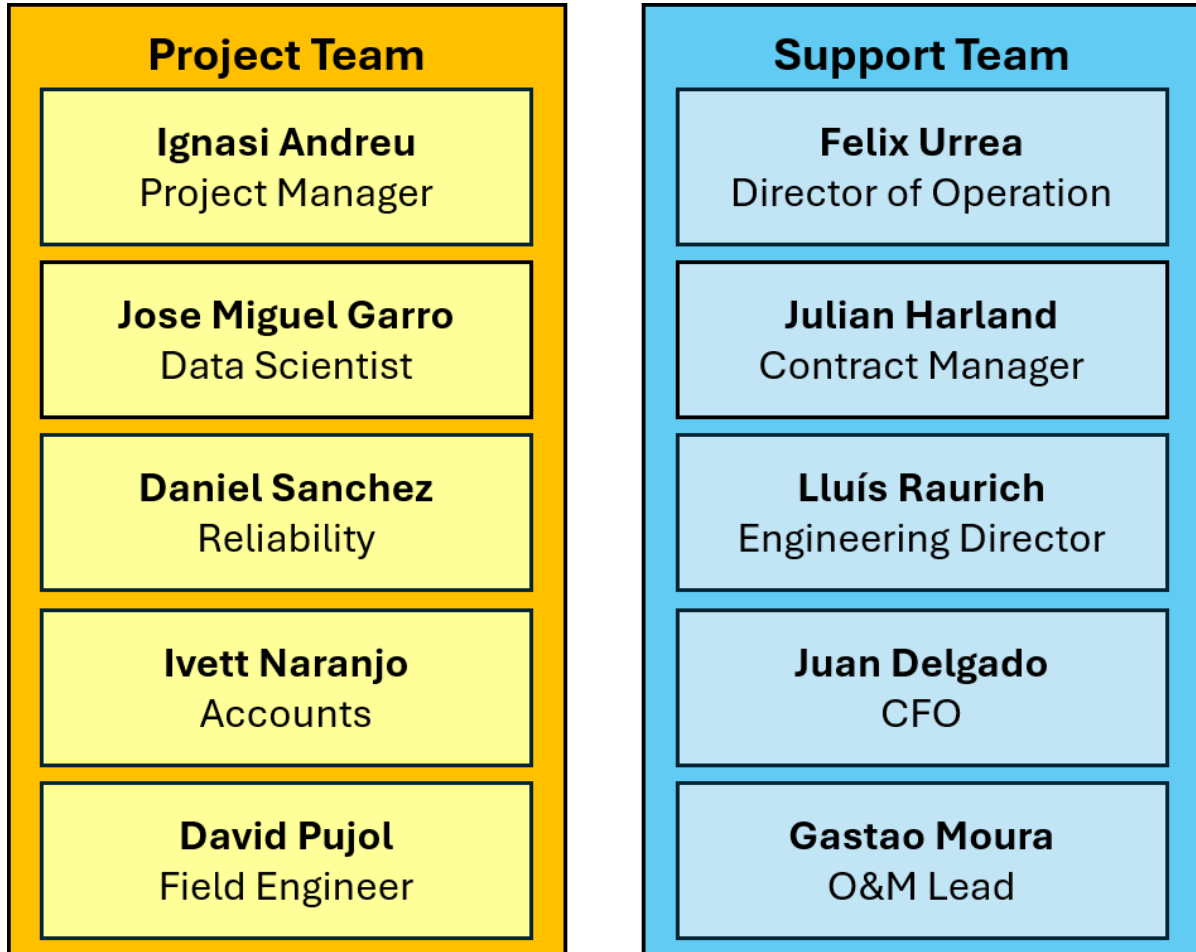 Project Team
Ignasi Andreu
Project Manager
Jose Miguel Garro
Data Scientist
Daniel Sanchez
Reliability
Ivett Naranjo
Accounts
David Pujol
Field Engineer
Support Team
Felix Urrea
Director of Operation
Julian Harland
Contract Manager
Lluís Raurich
Engineering Director
Juan Delgado
CFO
Gastao Moura
O&M Lead